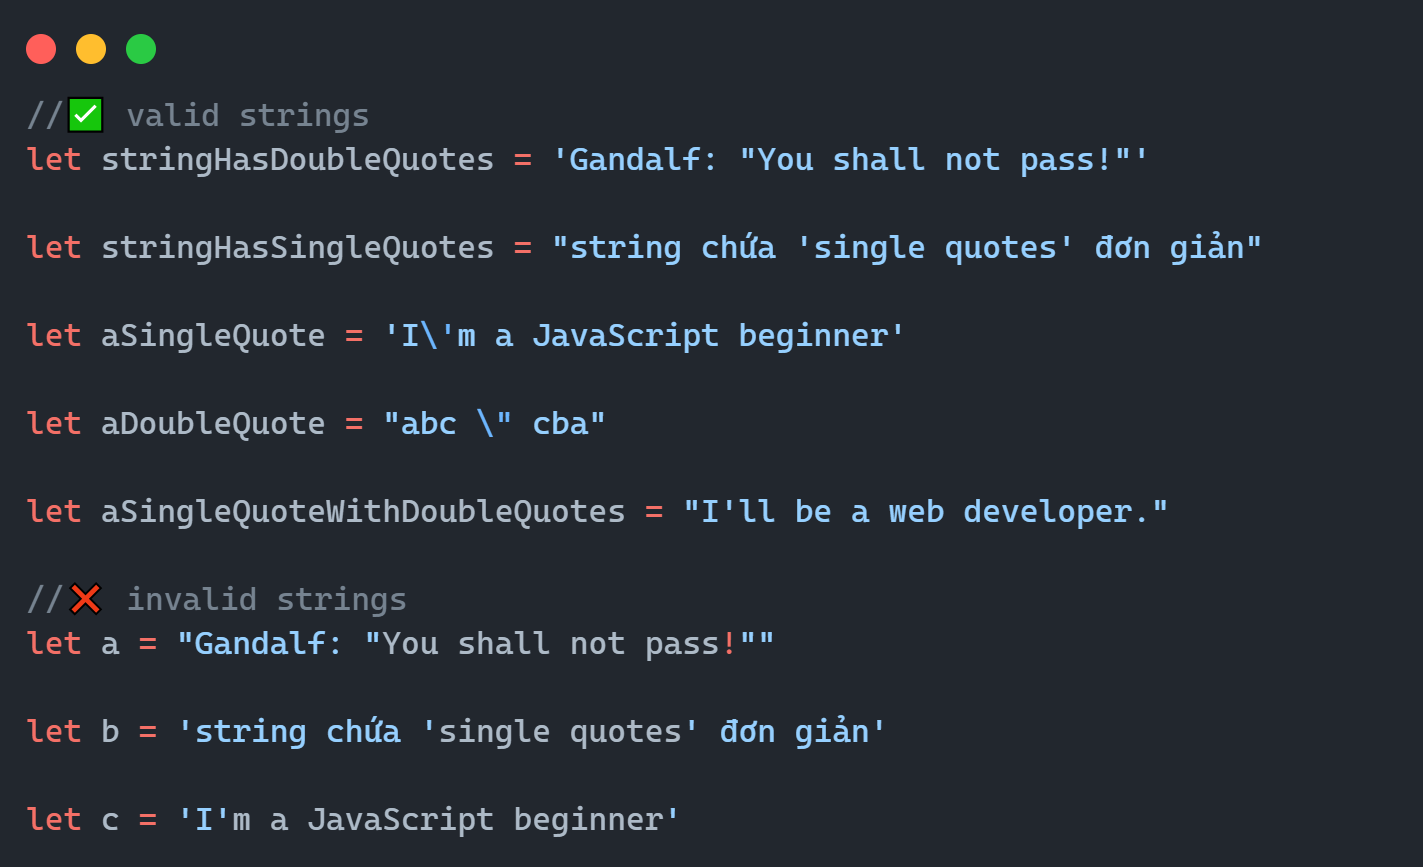 //✅ valid strings
let stringHasDoubleQuotes = 'Gandalf: "You shall not pass!"'
let stringHasSingleQuotes = "string chứa 'single quotes' đơn giản"
let aSingleQuote = 'I\'m a JavaScript beginner'
let aDoubleQuote = "abc \" cba"
let aSingleQuoteWithDoubleQuotes = "I'll be a web developer."
//❌ invalid strings
let a = "Gandalf: "You shall not pass!""
let b = 'string chứa 'single quotes' đơn giản'
let c = 'I'm a JavaScript beginner'